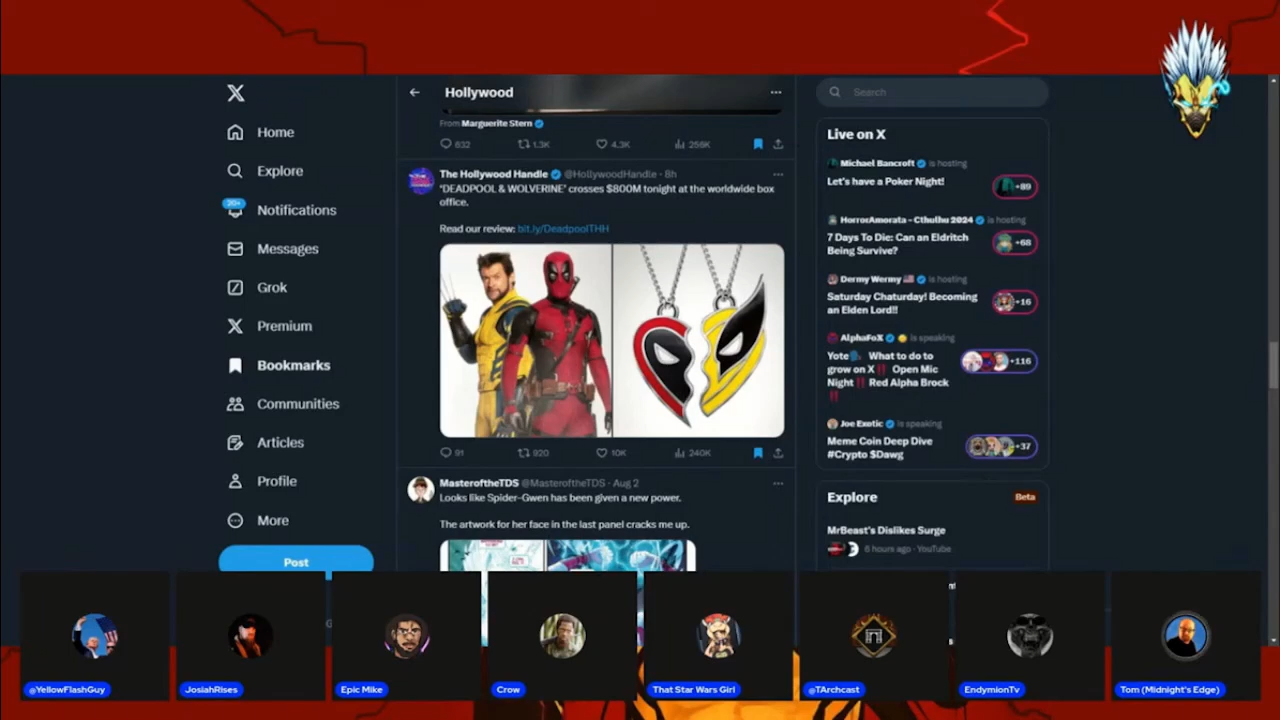 Home
Explore
20+
Notifications
Messages
Grok
Premium
Bookmarks
Communities
Articles
Profile
More
Post
Hollywood
From Marguerite Stern
632 1.3K 4.3K 256K
The Hollywood Handle @HollywoodHandle · 8h
'DEADPOOL & WOLVERINE' crosses $800M tonight at the worldwide box
office.
Read our review: bit.ly/DeadpoolTHH
91 920 10K 240K
MasteroftheTDS @MasteroftheTDS · Aug 2
Looks like Spider-Gwen has been given a new power.
The artwork for her face in the last panel cracks me up.
Search
Live on X
Michael Bancroft is hosting
Let's have a Poker Night!
+89
HorrorAmorata - Cthulhu 2024 is hosting
7 Days To Die: Can an Eldritch
Being Survive?
+68
Dermy Wermy is hosting
Saturday Chaturday! Becoming
an Elden Lord!!
+16
AlphaFoX is speaking
Yote What to do to
grow on X Open Mic
Night Red Alpha Brock
+116
Joe Exotic is speaking
Meme Coin Deep Dive
#Crypto $Dawg
+37
Explore
Beta
MrBeast's Dislikes Surge
6 hours ago · YouTube
@YellowFlashGuy
JosiahRises
Epic Mike
Crow
That Star Wars Girl
@TArchcast
EndymionTv
Tom (Midnight's Edge)